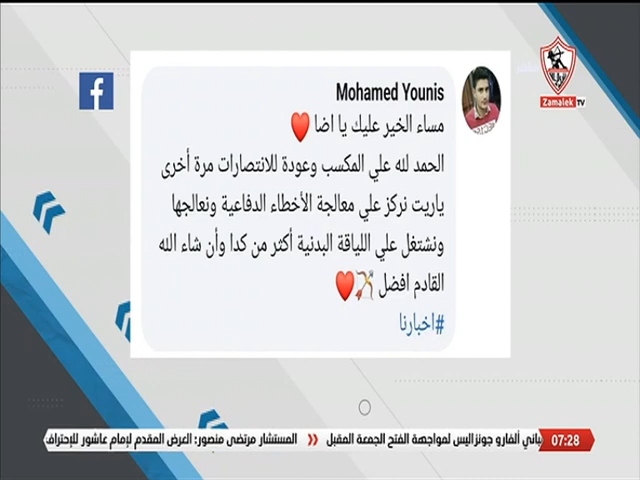 Zamalek TV
Mohamed Younis
مساء الخير عليك يا اضا ❤️
الحمد لله علي المكسب وعودة للانتصارات مرة أخرى
ياريت نركز علي معالجة الأخطاء الدفاعية ونعالجها
ونشتغل علي اللياقة البدنية أكثر من كدا وأن شاء الله
القادم افضل 🏹❤️
#اخبارنا
07:28 باني ألفارو جونزاليس لمواجهة الفتح الجمعة المقبل » المستشار مرتضى منصور: العرض المقدم لإمام عاشور للإحتراف